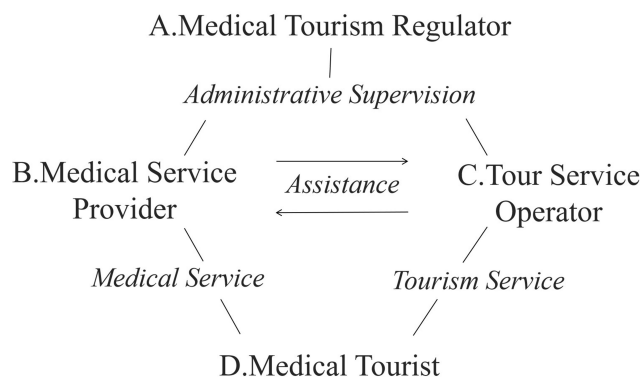 A.Medical Tourism Regulator
Administrative Supervision
B.Medical Service
Provider
Assistance
C.Tour Service
Operator
Medical Service
Tourism Service
D.Medical Tourist